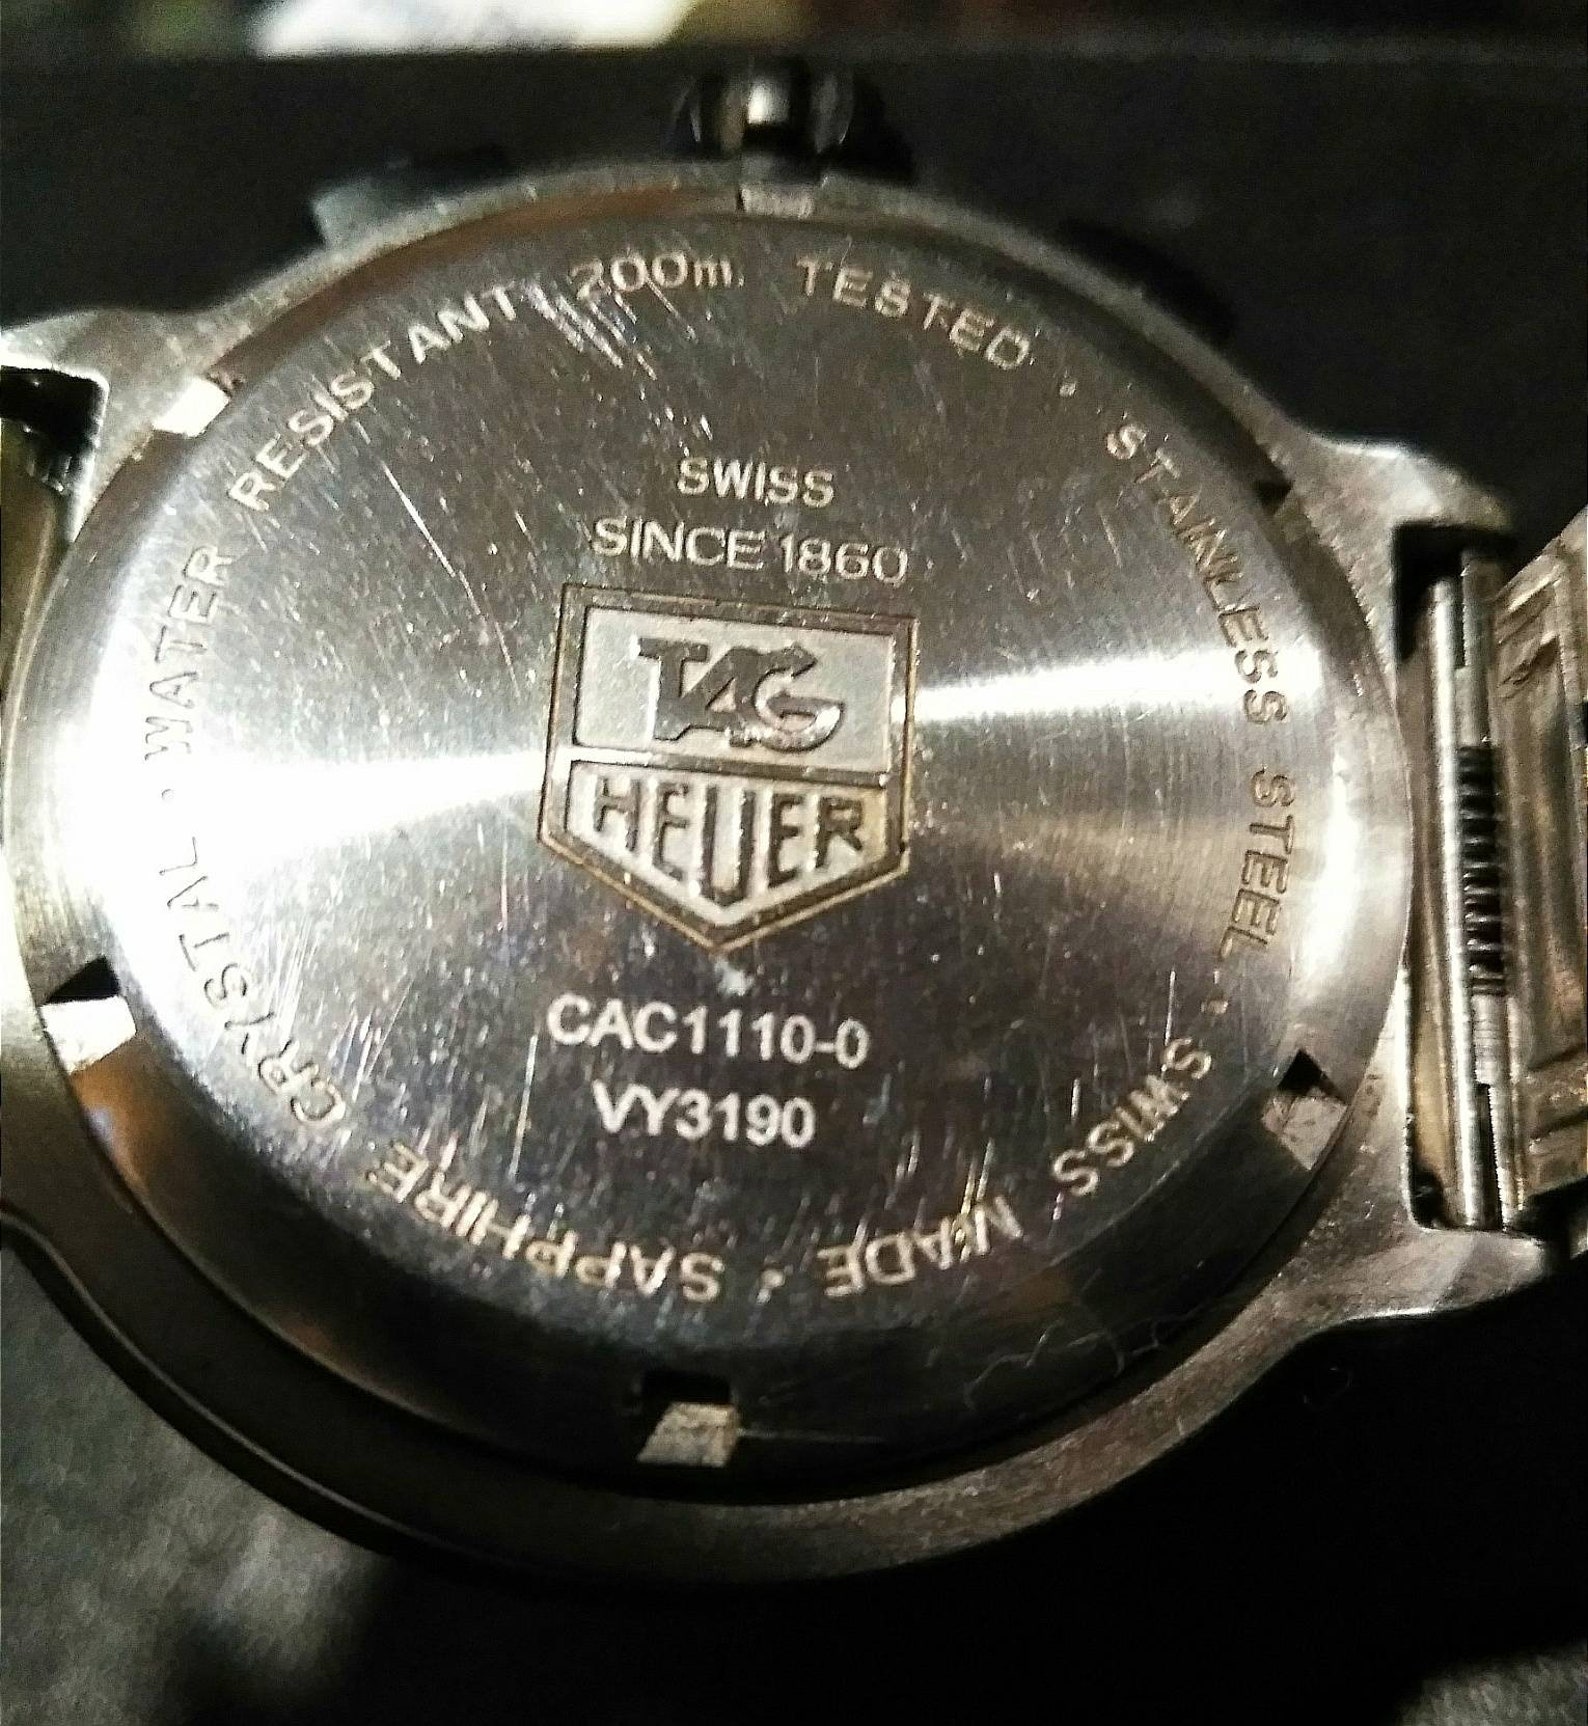 WATER RESISTANT 200m TESTED · STAINLESS STEEL · SWISS MADE · SAPPHIRE CRYSTAL ·
SWISS
SINCE 1860
TAG
HEUER
CAC1110-0
VY3190